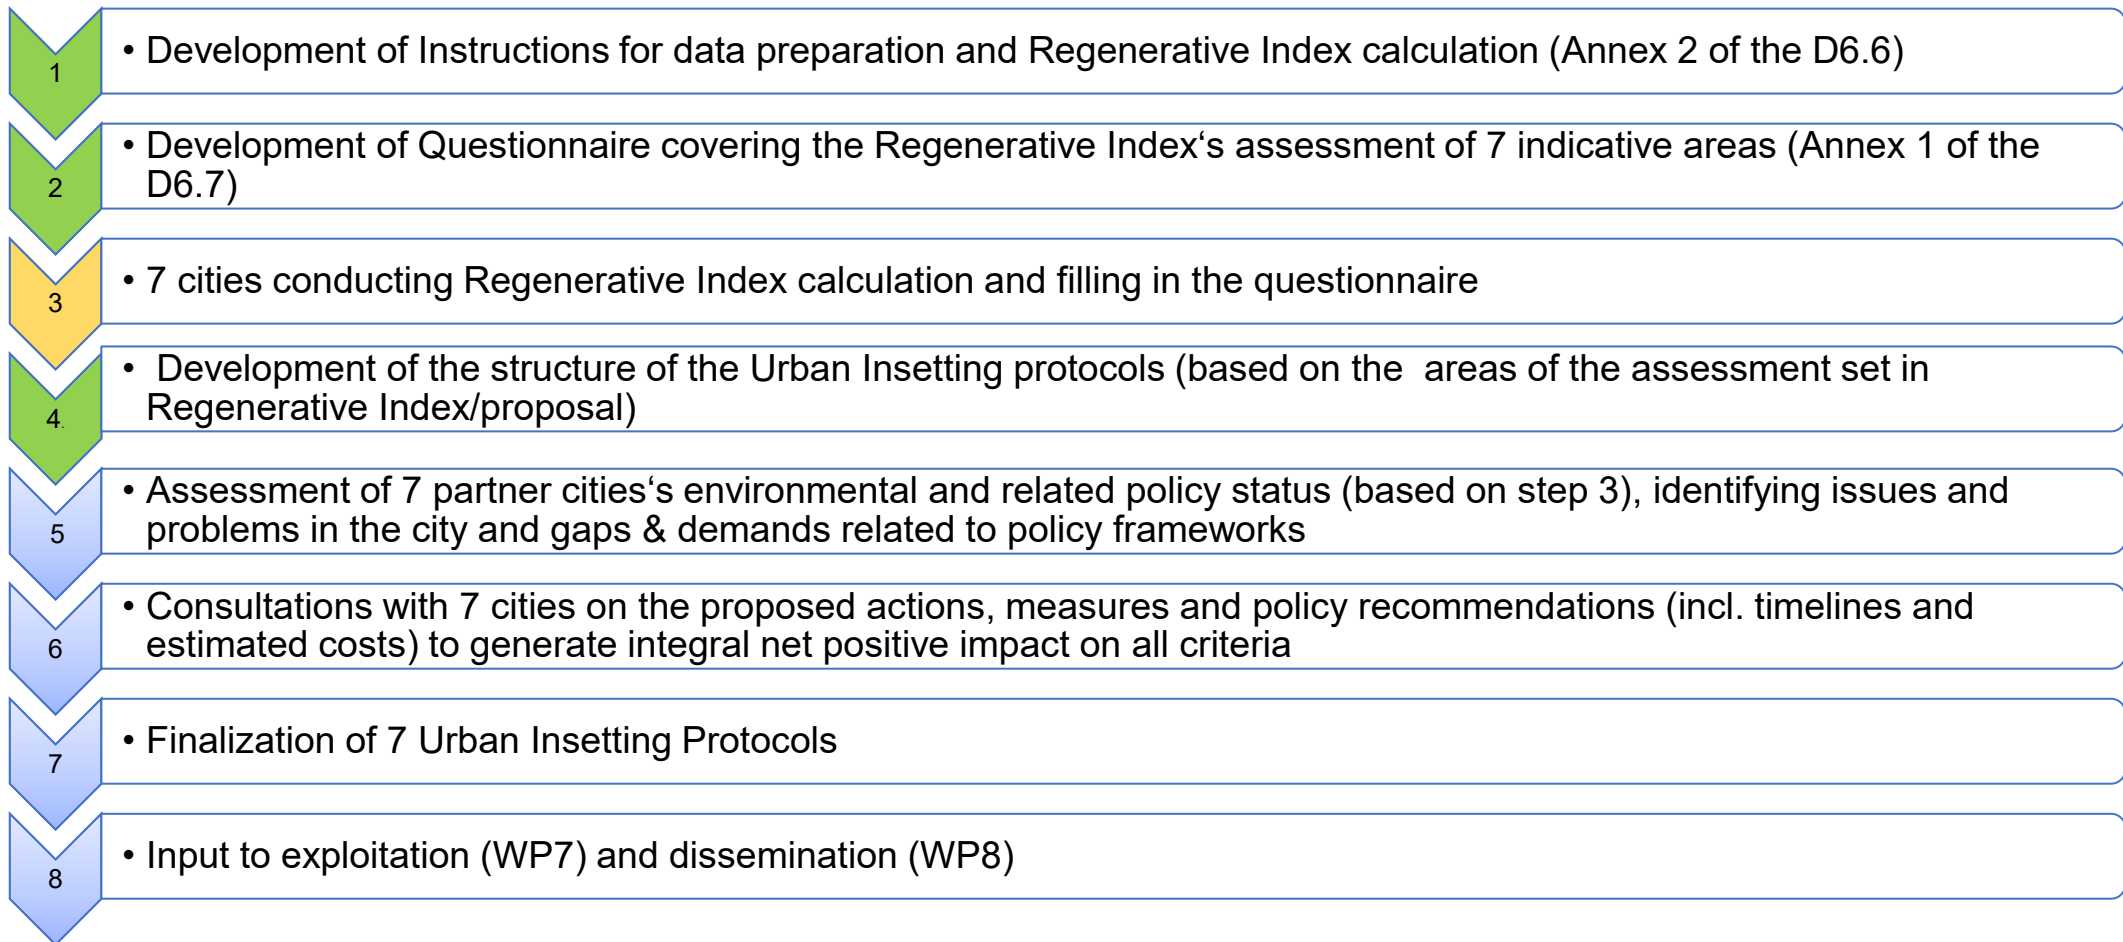 1
• Development of Instructions for data preparation and Regenerative Index calculation (Annex 2 of the D6.6)
2
• Development of Questionnaire covering the Regenerative Index‘s assessment of 7 indicative areas (Annex 1 of the
D6.7)
3
• 7 cities conducting Regenerative Index calculation and filling in the questionnaire
4.
• Development of the structure of the Urban Insetting protocols (based on the areas of the assessment set in
Regenerative Index/proposal)
5
• Assessment of 7 partner cities‘s environmental and related policy status (based on step 3), identifying issues and
problems in the city and gaps & demands related to policy frameworks
6
• Consultations with 7 cities on the proposed actions, measures and policy recommendations (incl. timelines and
estimated costs) to generate integral net positive impact on all criteria
7
• Finalization of 7 Urban Insetting Protocols
8
• Input to exploitation (WP7) and dissemination (WP8)